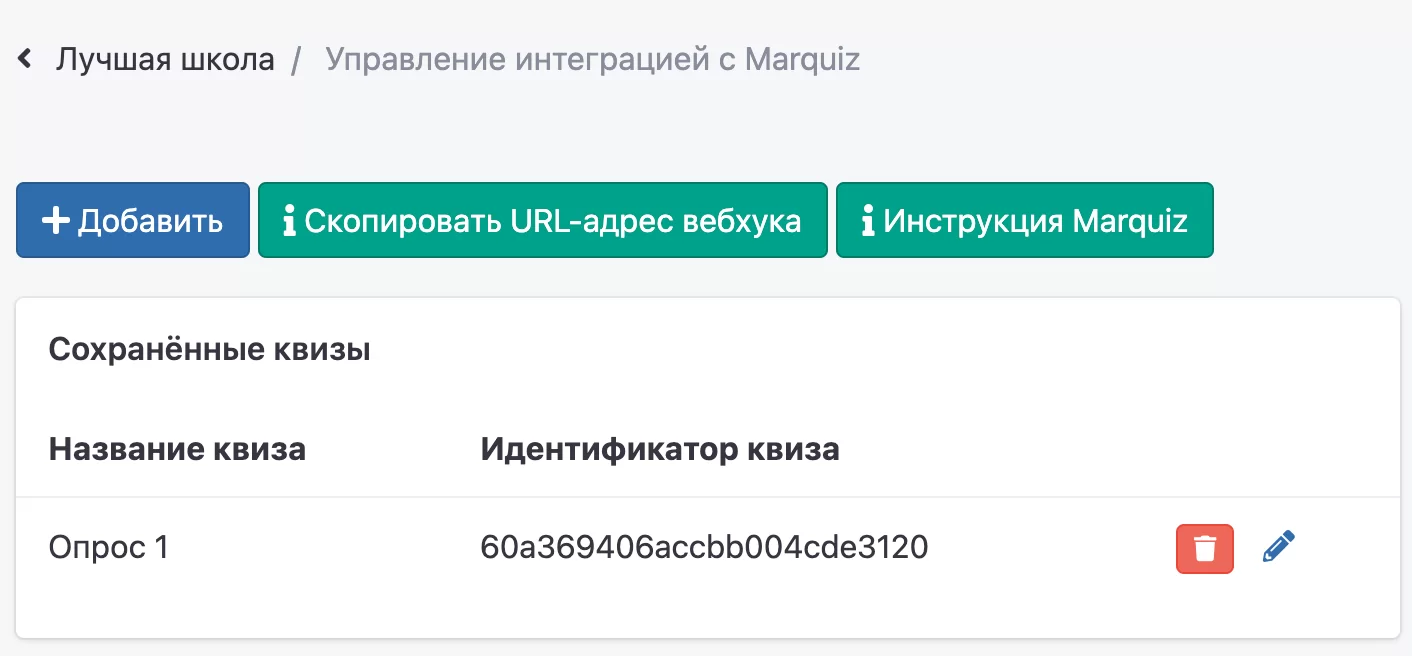 Лучшая школа / Управление интеграцией с Marquiz
Добавить Скопировать URL-адрес вебхука Инструкция Marquiz
Сохранённые квизы
Название квиза Идентификатор квиза
Опрос 1 60a369406accbb004cde3120